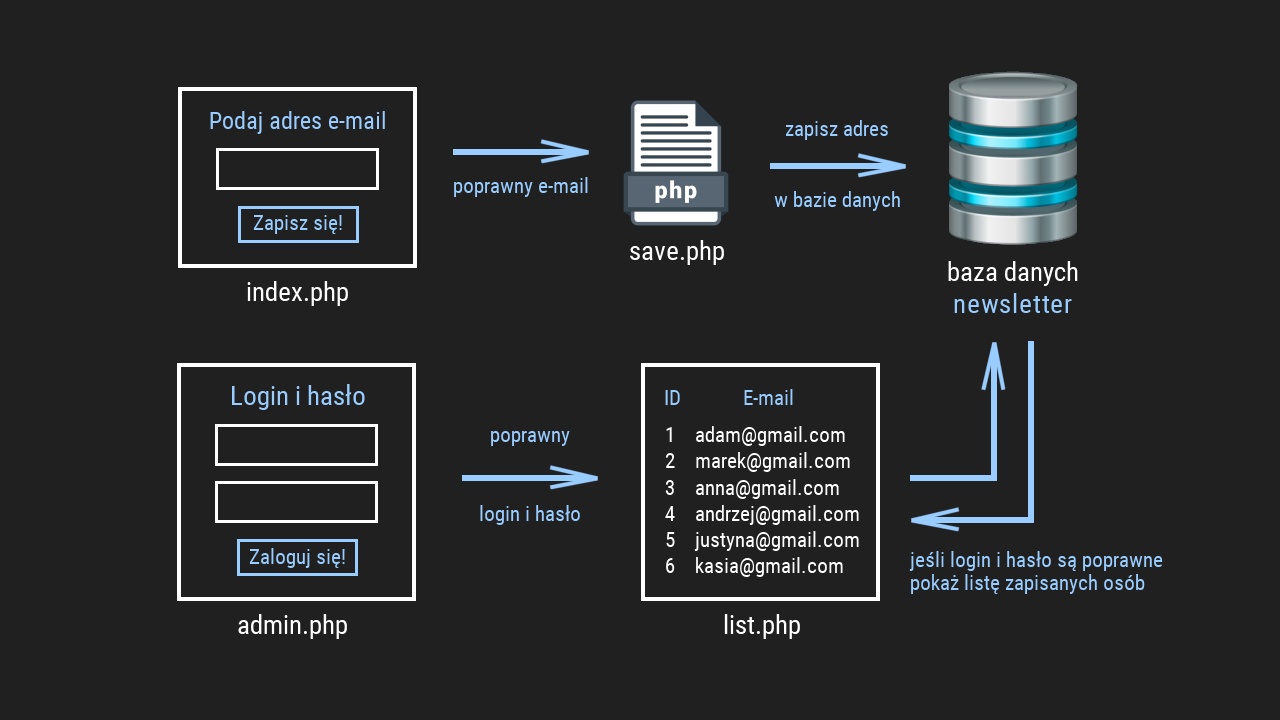 Podaj adres e-mail
Zapisz się!
index.php
poprawny e-mail
php
save.php
zapisz adres
w bazie danych
baza danych
newsletter
Login i hasło
Zaloguj się!
admin.php
poprawny
login i hasło
ID E-mail
1 adam@gmail.com
2 marek@gmail.com
3 anna@gmail.com
4 andrzej@gmail.com
5 justyna@gmail.com
6 kasia@gmail.com
list.php
jeśli login i hasło są poprawne
pokaż listę zapisanych osób